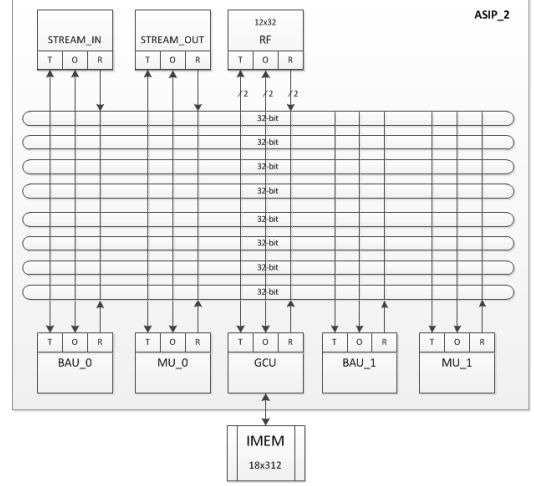 ASIP_2
STREAM_IN
T O R
STREAM_OUT
T O R
12x32
RF
T O R
/2 /2 /2
32-bit
32-bit
32-bit
32-bit
32-bit
32-bit
32-bit
32-bit
T O R
BAU_0
T O R
MU_0
T O R
GCU
T O R
BAU_1
T O R
MU_1
IMEM
18x312